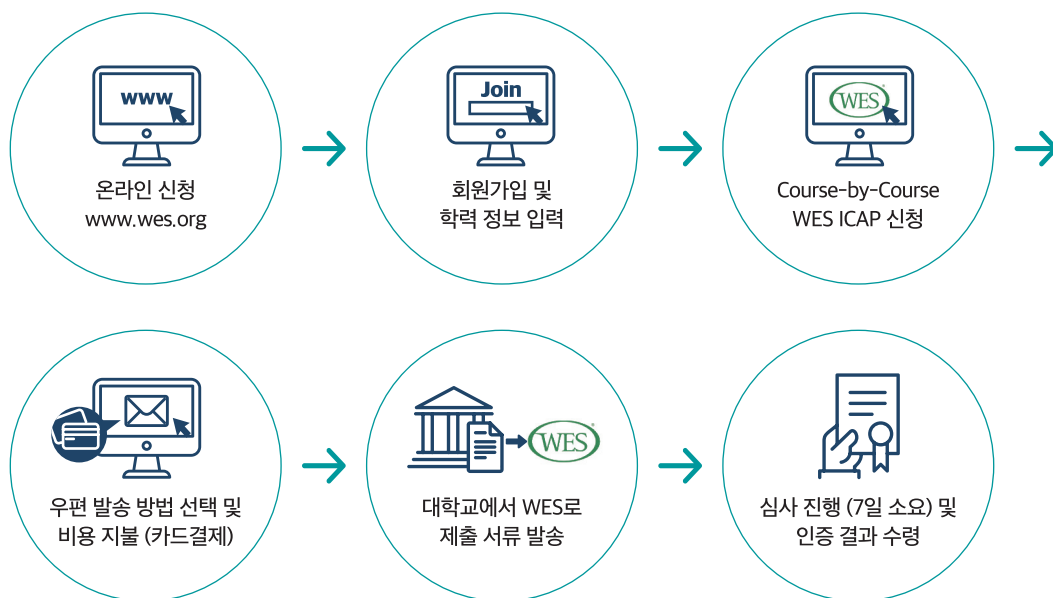 www
온라인 신청
www.wes.org
Join
회원가입 및
학력 정보 입력
WES
Course-by-Course
WES ICAP 신청
우편 발송 방법 선택 및
비용 지불 (카드결제)
WES
대학교에서 WES로
제출 서류 발송
심사 진행 (7일 소요) 및
인증 결과 수령